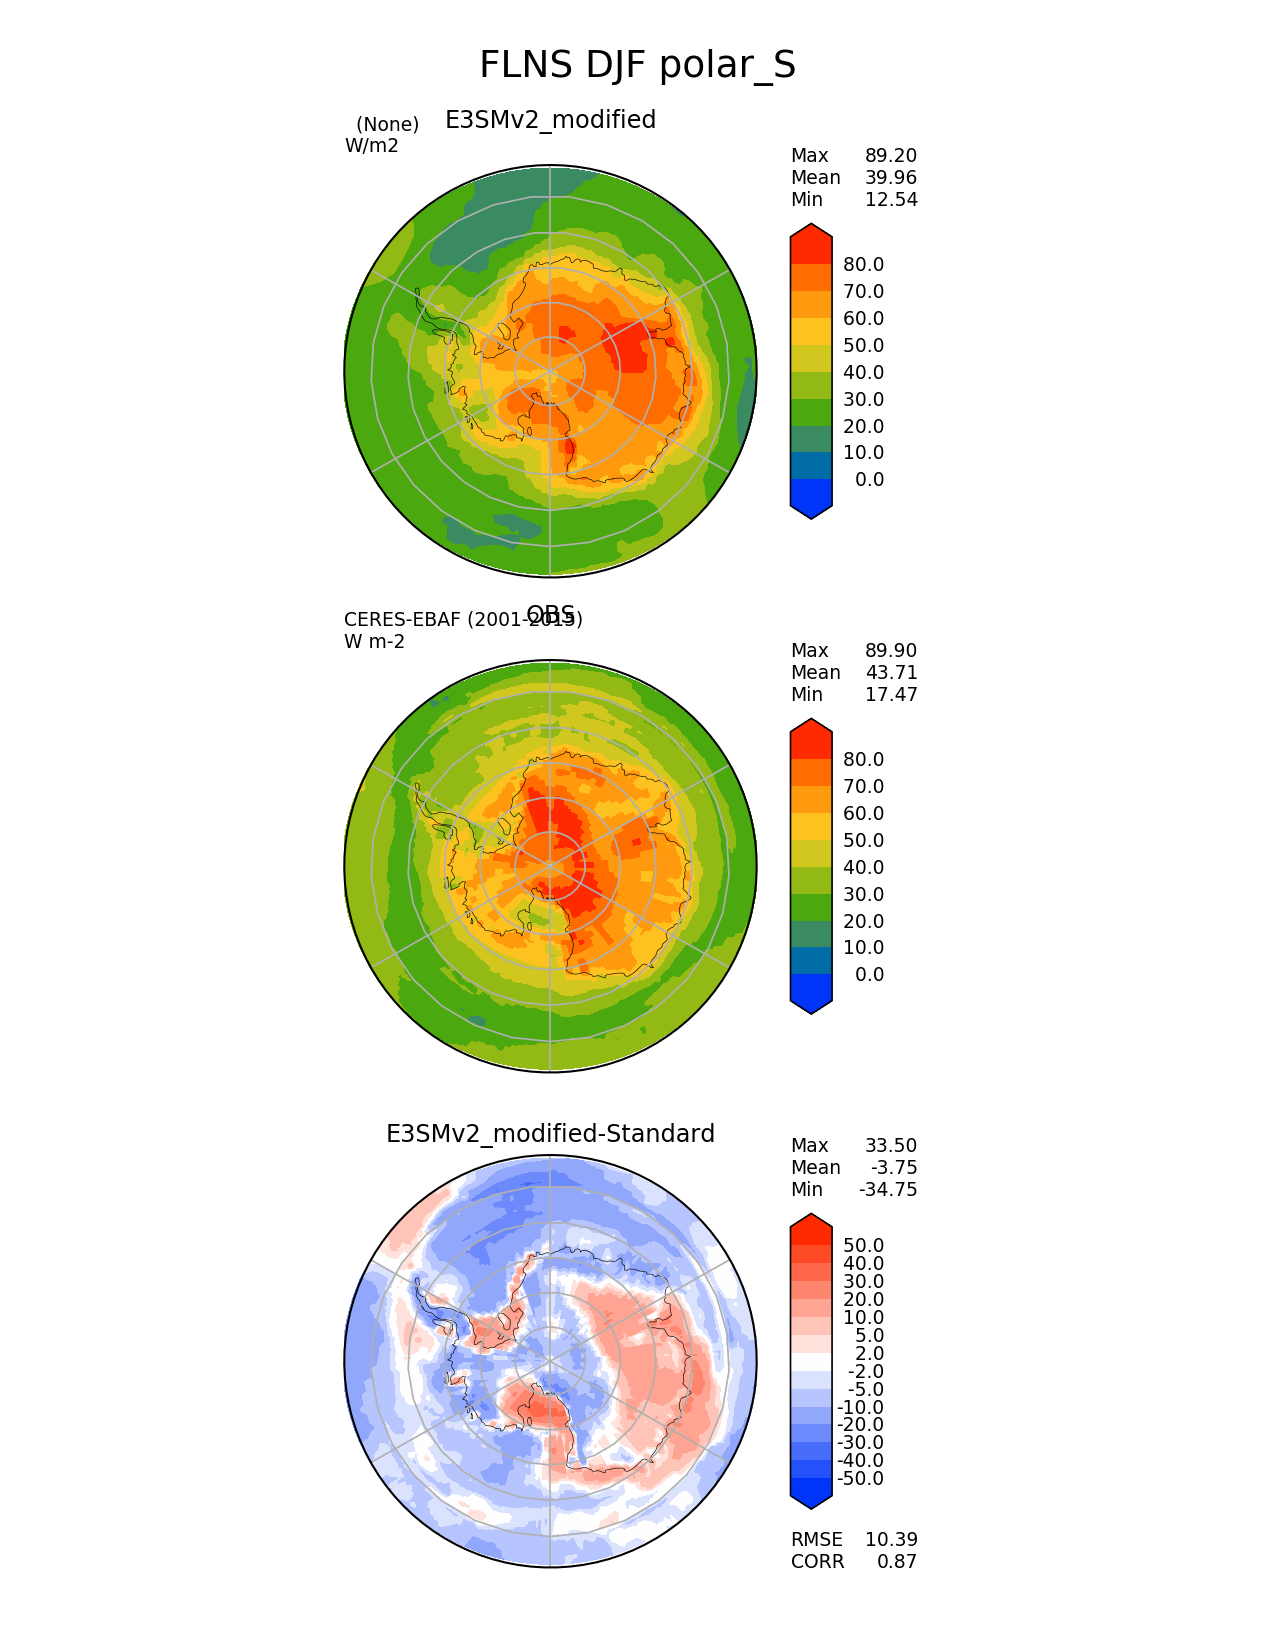 FLNS DJF polar_S
E3SMv2_modified
(None)
W/m2
Max 89.20
Mean 39.96
Min 12.54
80.0
70.0
60.0
50.0
40.0
30.0
20.0
10.0
0.0
OBS
CERES-EBAF (2001-2015)
W m-2
Max 89.90
Mean 43.71
Min 17.47
80.0
70.0
60.0
50.0
40.0
30.0
20.0
10.0
0.0
E3SMv2_modified-Standard
Max 33.50
Mean -3.75
Min -34.75
50.0
40.0
30.0
20.0
10.0
5.0
2.0
-2.0
-5.0
-10.0
-20.0
-30.0
-40.0
-50.0
RMSE 10.39
CORR 0.87